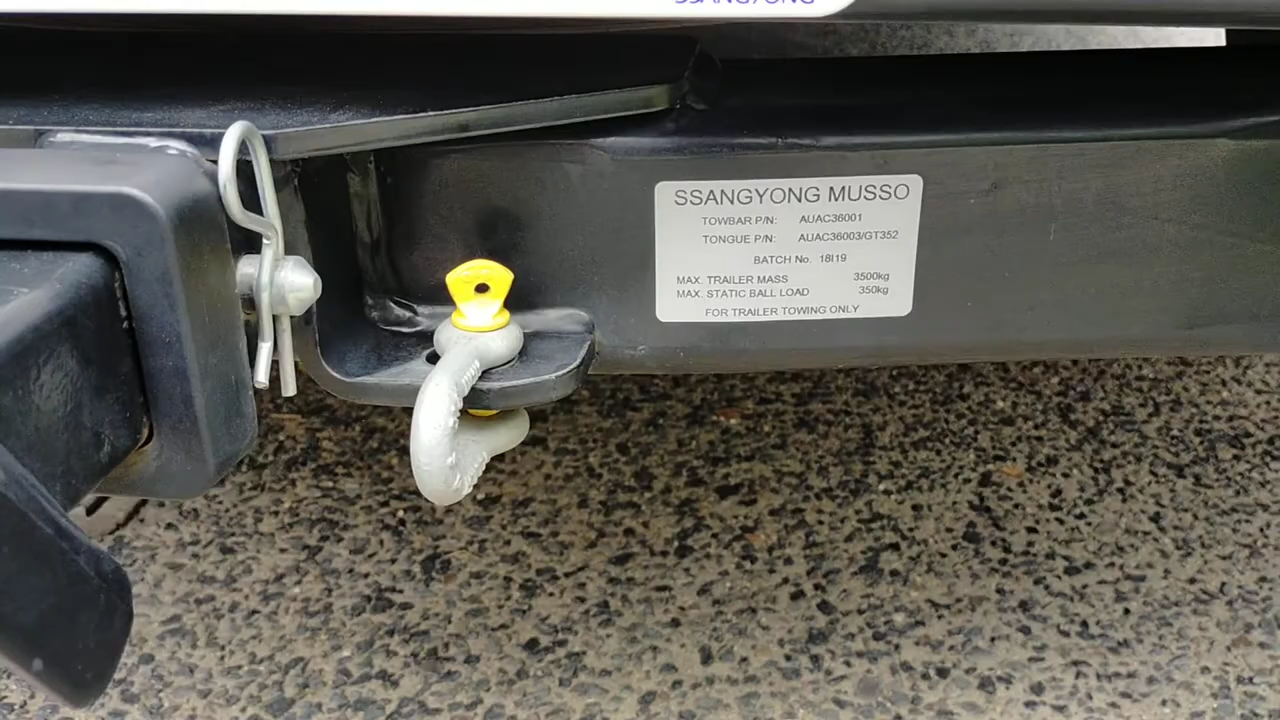 SSANGYONG
SSANGYONG MUSSO
TOWBAR P/N: AUAC36001
TONGUE P/N: AUAC36003/GT352
BATCH No. 18I19
MAX. TRAILER MASS 3500kg
MAX. STATIC BALL LOAD 350kg
FOR TRAILER TOWING ONLY